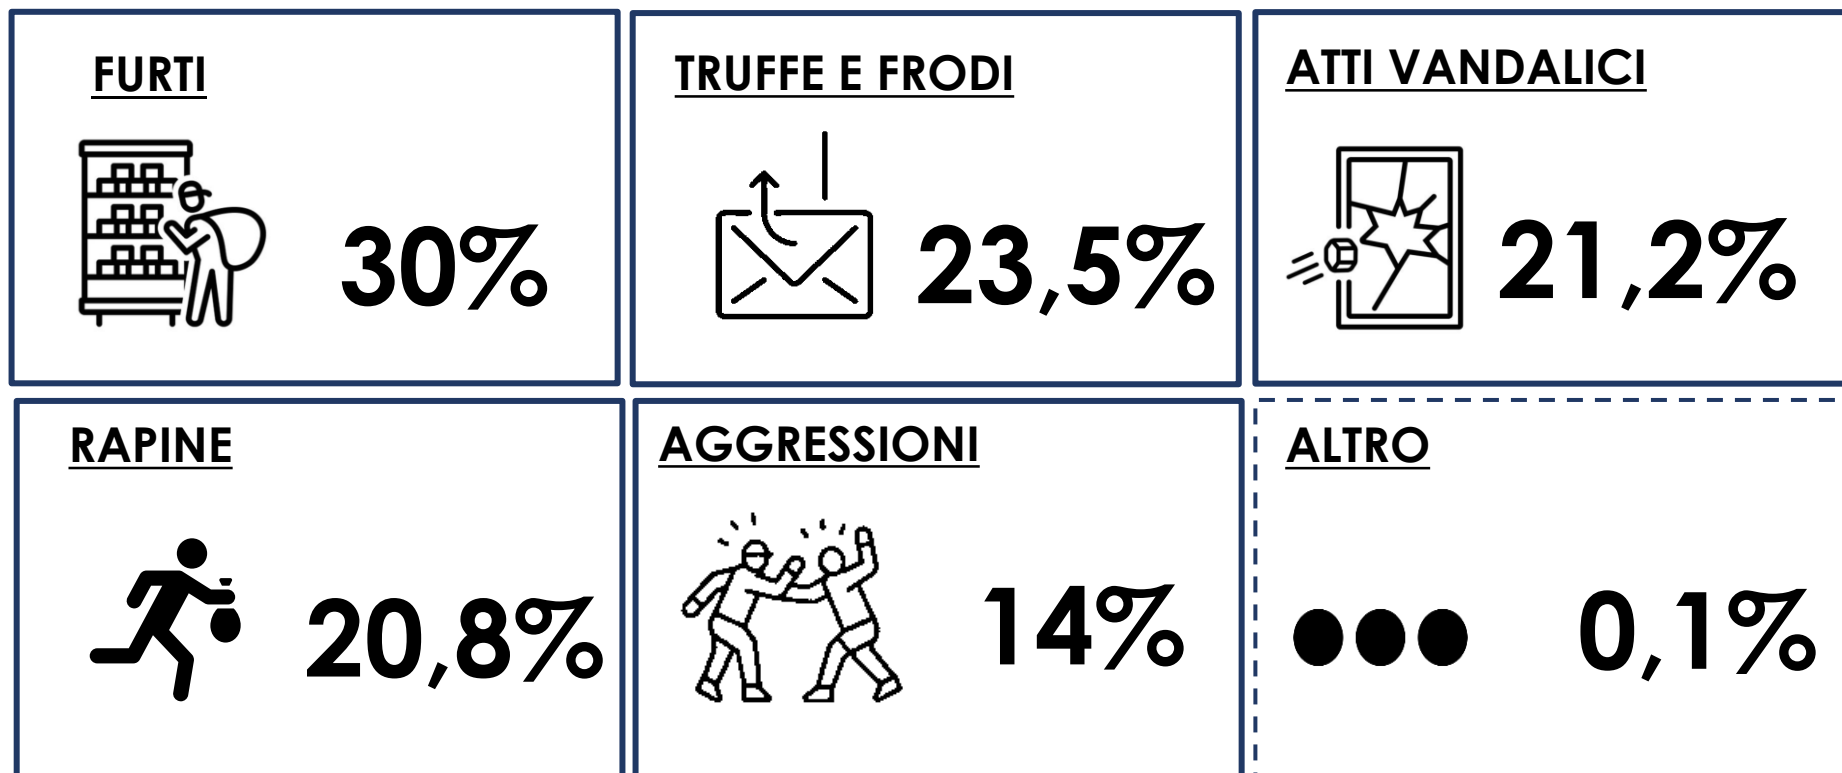 FURTI
30%
TRUFFE E FRODI
23,5%
ATTI VANDALICI
21,2%
RAPINE
20,8%
AGGRESSIONI
14%
ALTRO
0,1%